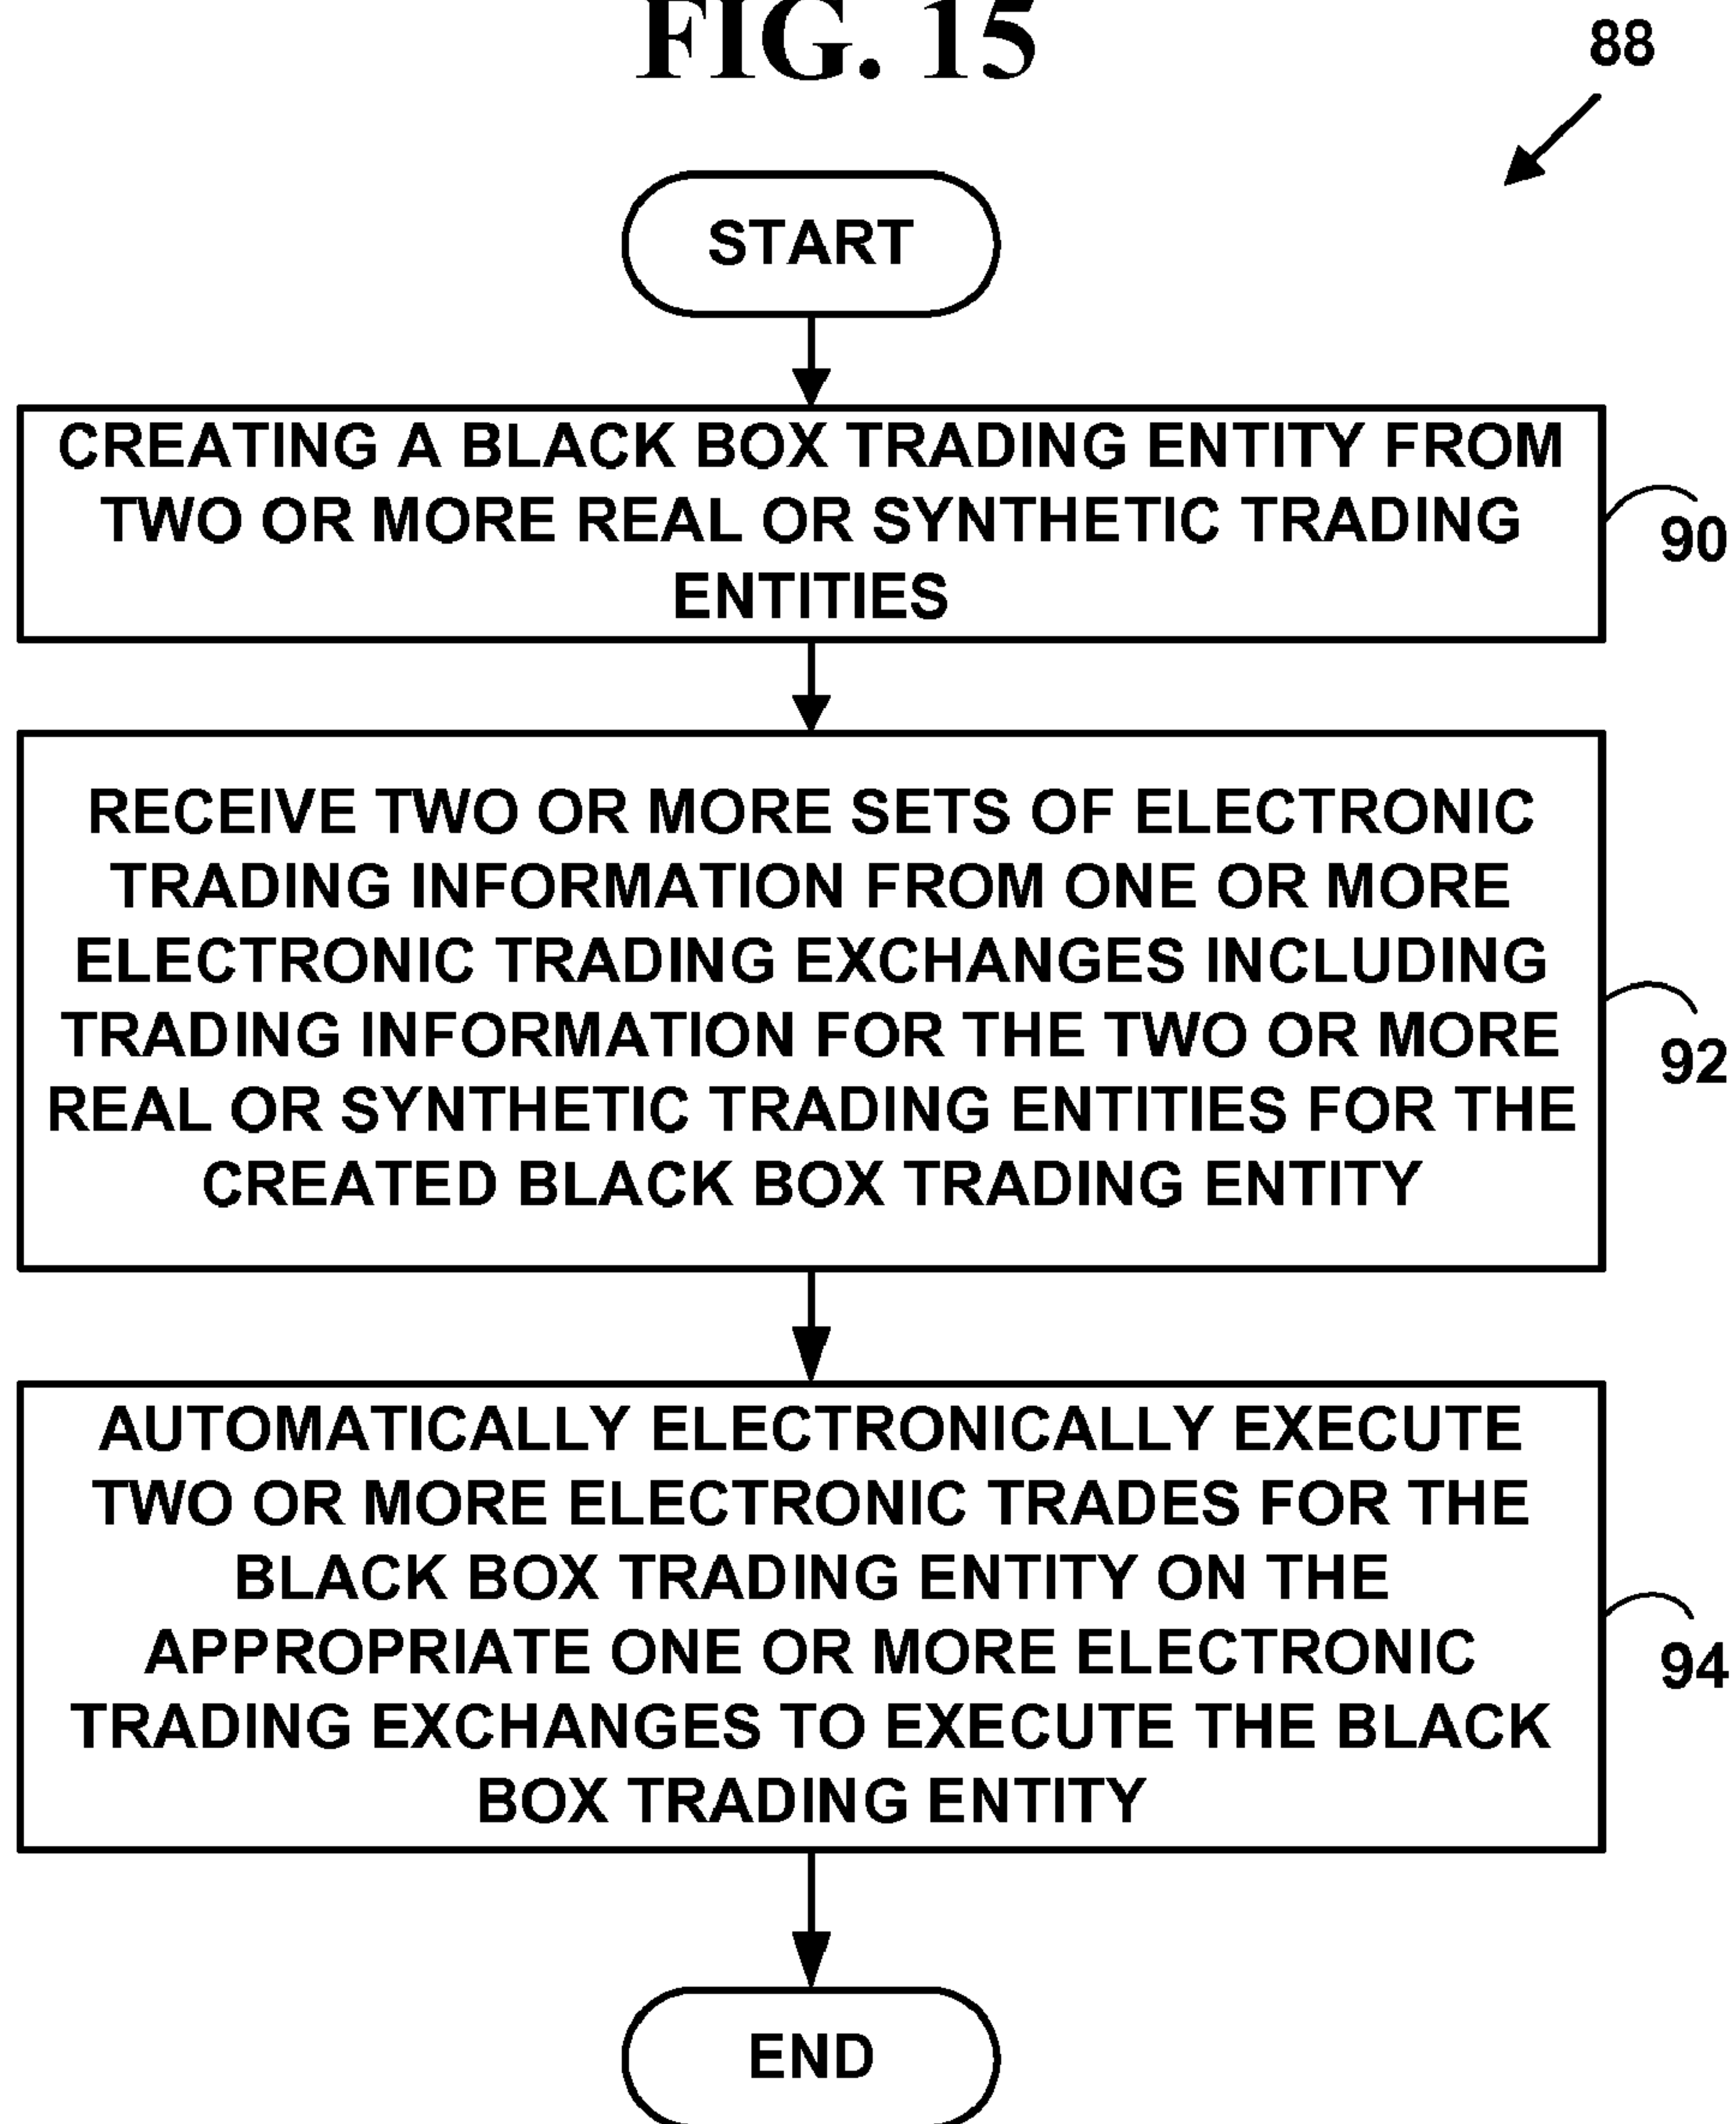 FIG. 15
88
START
CREATING A BLACK BOX TRADING ENTITY FROM
TWO OR MORE REAL OR SYNTHETIC TRADING
ENTITIES
90
RECEIVE TWO OR MORE SETS OF ELECTRONIC
TRADING INFORMATION FROM ONE OR MORE
ELECTRONIC TRADING EXCHANGES INCLUDING
TRADING INFORMATION FOR THE TWO OR MORE
REAL OR SYNTHETIC TRADING ENTITIES FOR THE
CREATED BLACK BOX TRADING ENTITY
92
AUTOMATICALLY ELECTRONICALLY EXECUTE
TWO OR MORE ELECTRONIC TRADES FOR THE
BLACK BOX TRADING ENTITY ON THE
APPROPRIATE ONE OR MORE ELECTRONIC
TRADING EXCHANGES TO EXECUTE THE BLACK
BOX TRADING ENTITY
94
END